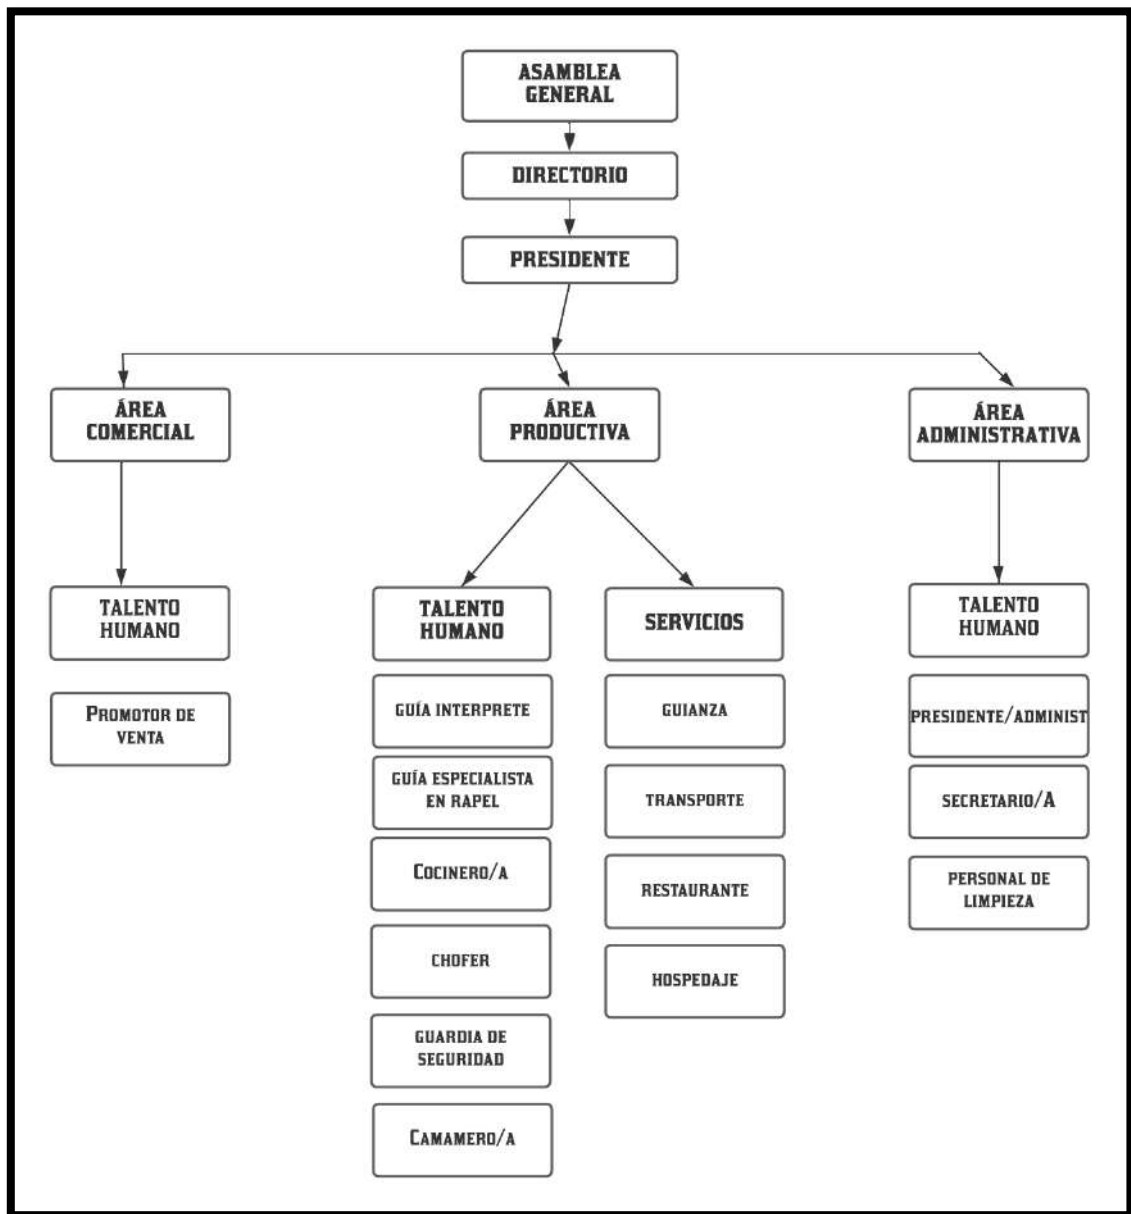 ASAMBLEA
GENERAL
DIRECTORIO
PRESIDENTE
ÁREA
COMERCIAL
ÁREA
PRODUCTIVA
ÁREA
ADMINISTRATIVA
TALENTO
HUMANO
PROMOTOR DE
VENTA
TALENTO
HUMANO
GUÍA INTERPRETE
GUÍA ESPECIALISTA
EN RAPEL
COCINERO/A
CHOFER
GUARDIA DE
SEGURIDAD
CAMAMERO/A
SERVICIOS
GUIANZA
TRANSPORTE
RESTAURANTE
HOSPEDAJE
TALENTO
HUMANO
PRESIDENTE/ADMINIST
SECRETARIO/A
PERSONAL DE
LIMPIEZA